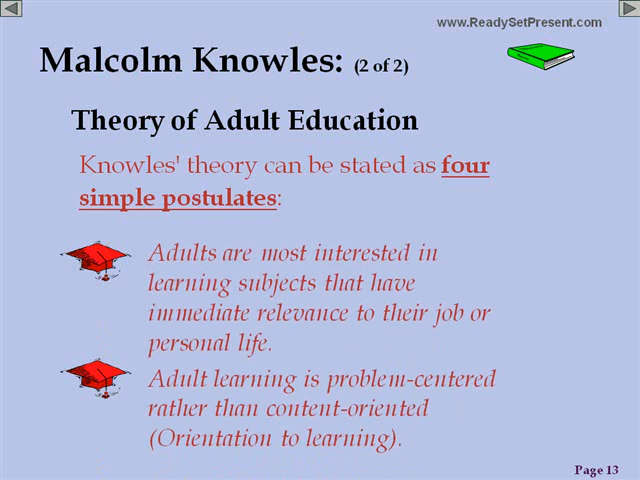 www.ReadySetPresent.com
Malcolm Knowles: (2 of 2)
Theory of Adult Education
Knowles' theory can be stated as four
simple postulates:
Adults are most interested in
learning subjects that have
immediate relevance to their job or
personal life.
Adult learning is problem-centered
rather than content-oriented
(Orientation to learning).
Page 13